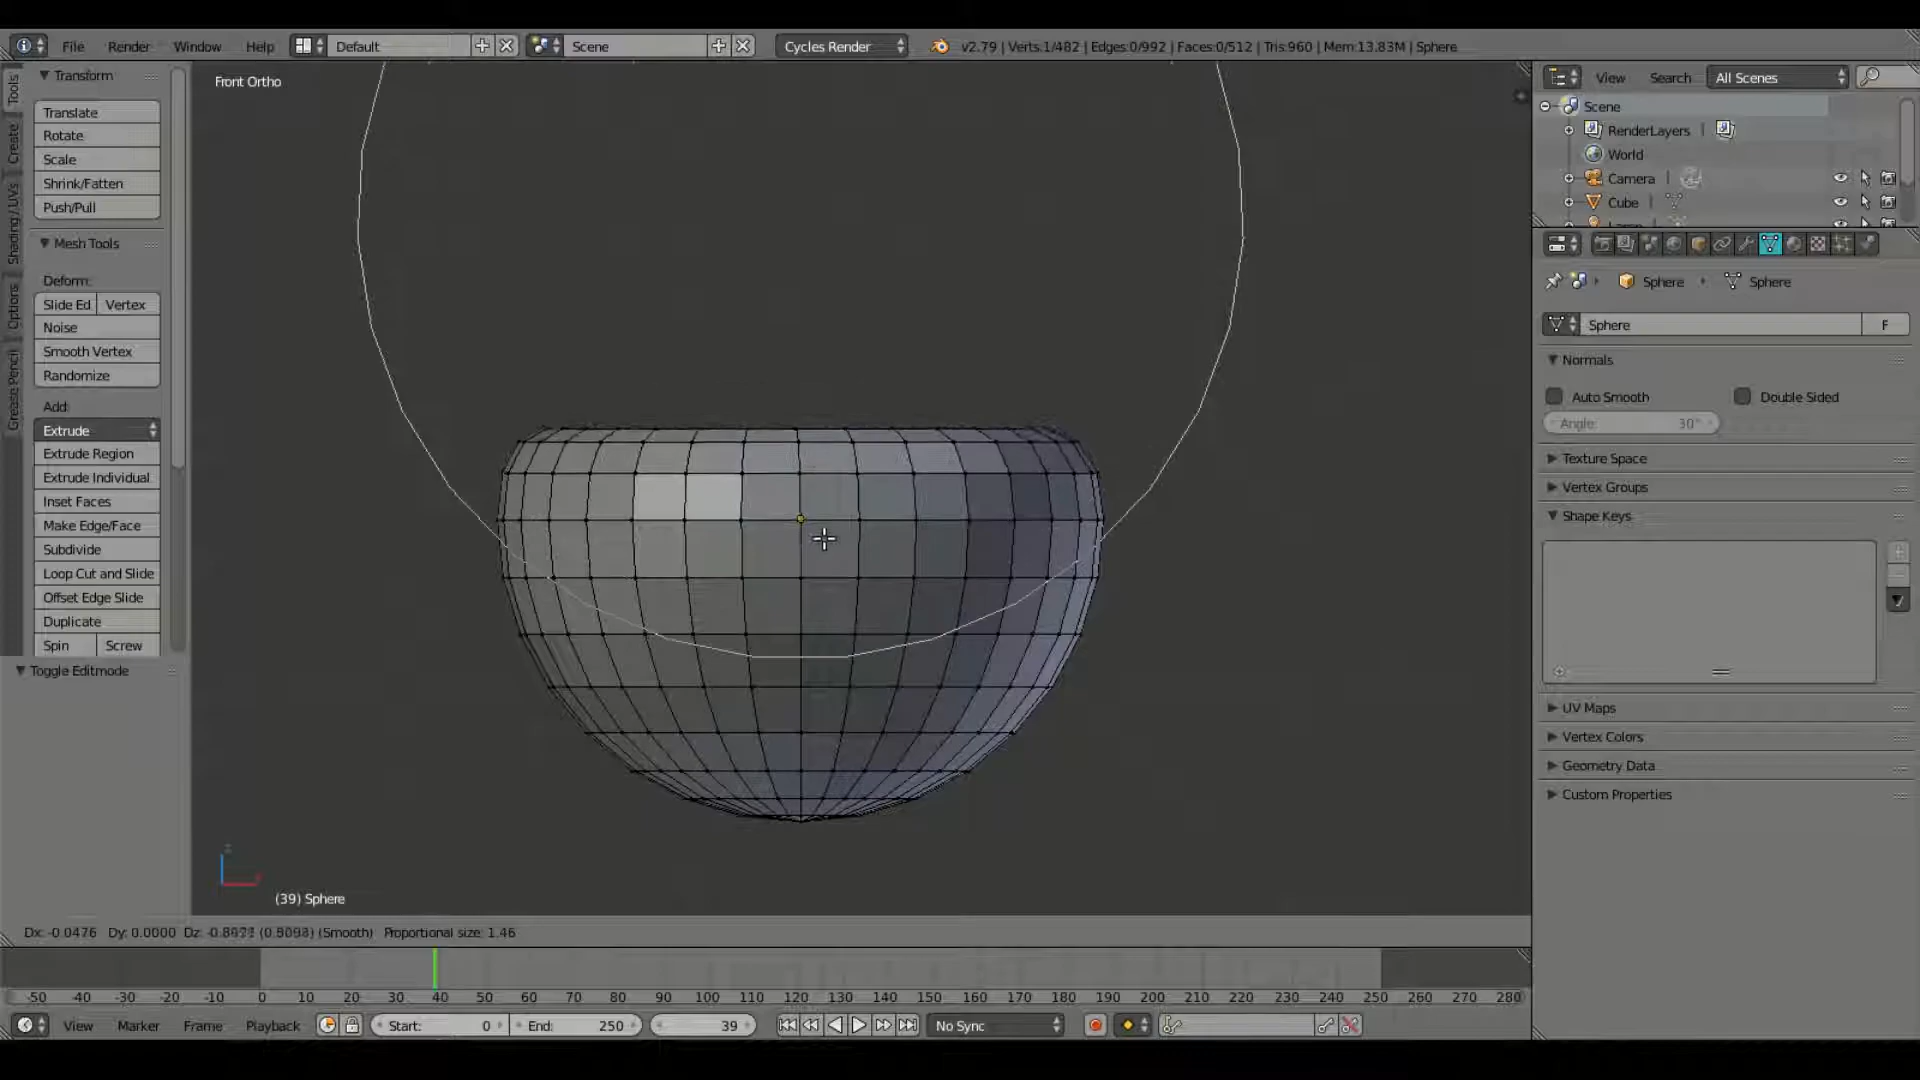 File Render Window Help Default Scene Cycles Render v2.79 | Verts:1/482 | Edges:0/992 | Faces:0/512 | Tris:960 | Mem:13.83M | Sphere
Transform
Translate
Rotate
Scale
Shrink/Fatten
Push/Pull
Mesh Tools
Deform:
Slide Ed Vertex
Noise
Smooth Vertex
Randomize
Add:
Extrude
Extrude Region
Extrude Individual
Inset Faces
Make Edge/Face
Subdivide
Loop Cut and Slide
Offset Edge Slide
Duplicate
Spin Screw
Toggle Editmode
Tools
Create
Shading / UVs
Options
Grease Pencil
Front Ortho
(39) Sphere
Dx: -0.0476 Dy: 0.0000 (Smooth) Proportional size: 1.46
View Search All Scenes
Scene
RenderLayers |
World
Camera |
Cube |
Sphere Sphere
Sphere F
Normals
Auto Smooth Double Sided
Angle: 30°
Texture Space
Vertex Groups
Shape Keys
UV Maps
Vertex Colors
Geometry Data
Custom Properties
-50 -40 -30 -20 -10 0 10 20 30 40 50 60 70 80 90 100 110 120 130 140 150 160 170 180 190 200 210 220 230 240 250 260 270 280
View Marker Frame Playback Start: 0 End: 250 39 No Sync